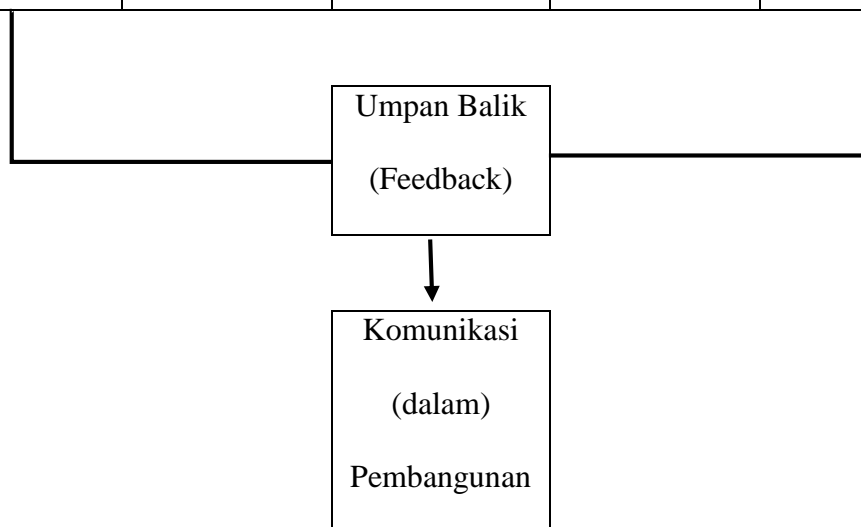 Umpan Balik
(Feedback)
Komunikasi
(dalam)
Pembangunan